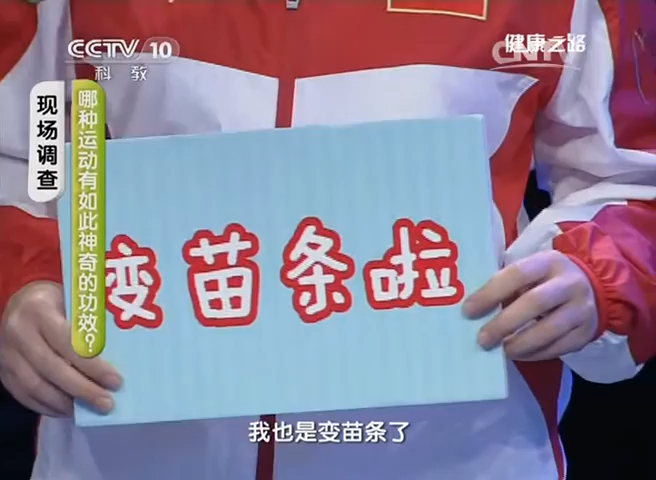 CCTV 10
科教
健康之路
CNTV
现场调查
哪种运动有如此神奇的功效？
变苗条啦
我也是变苗条了